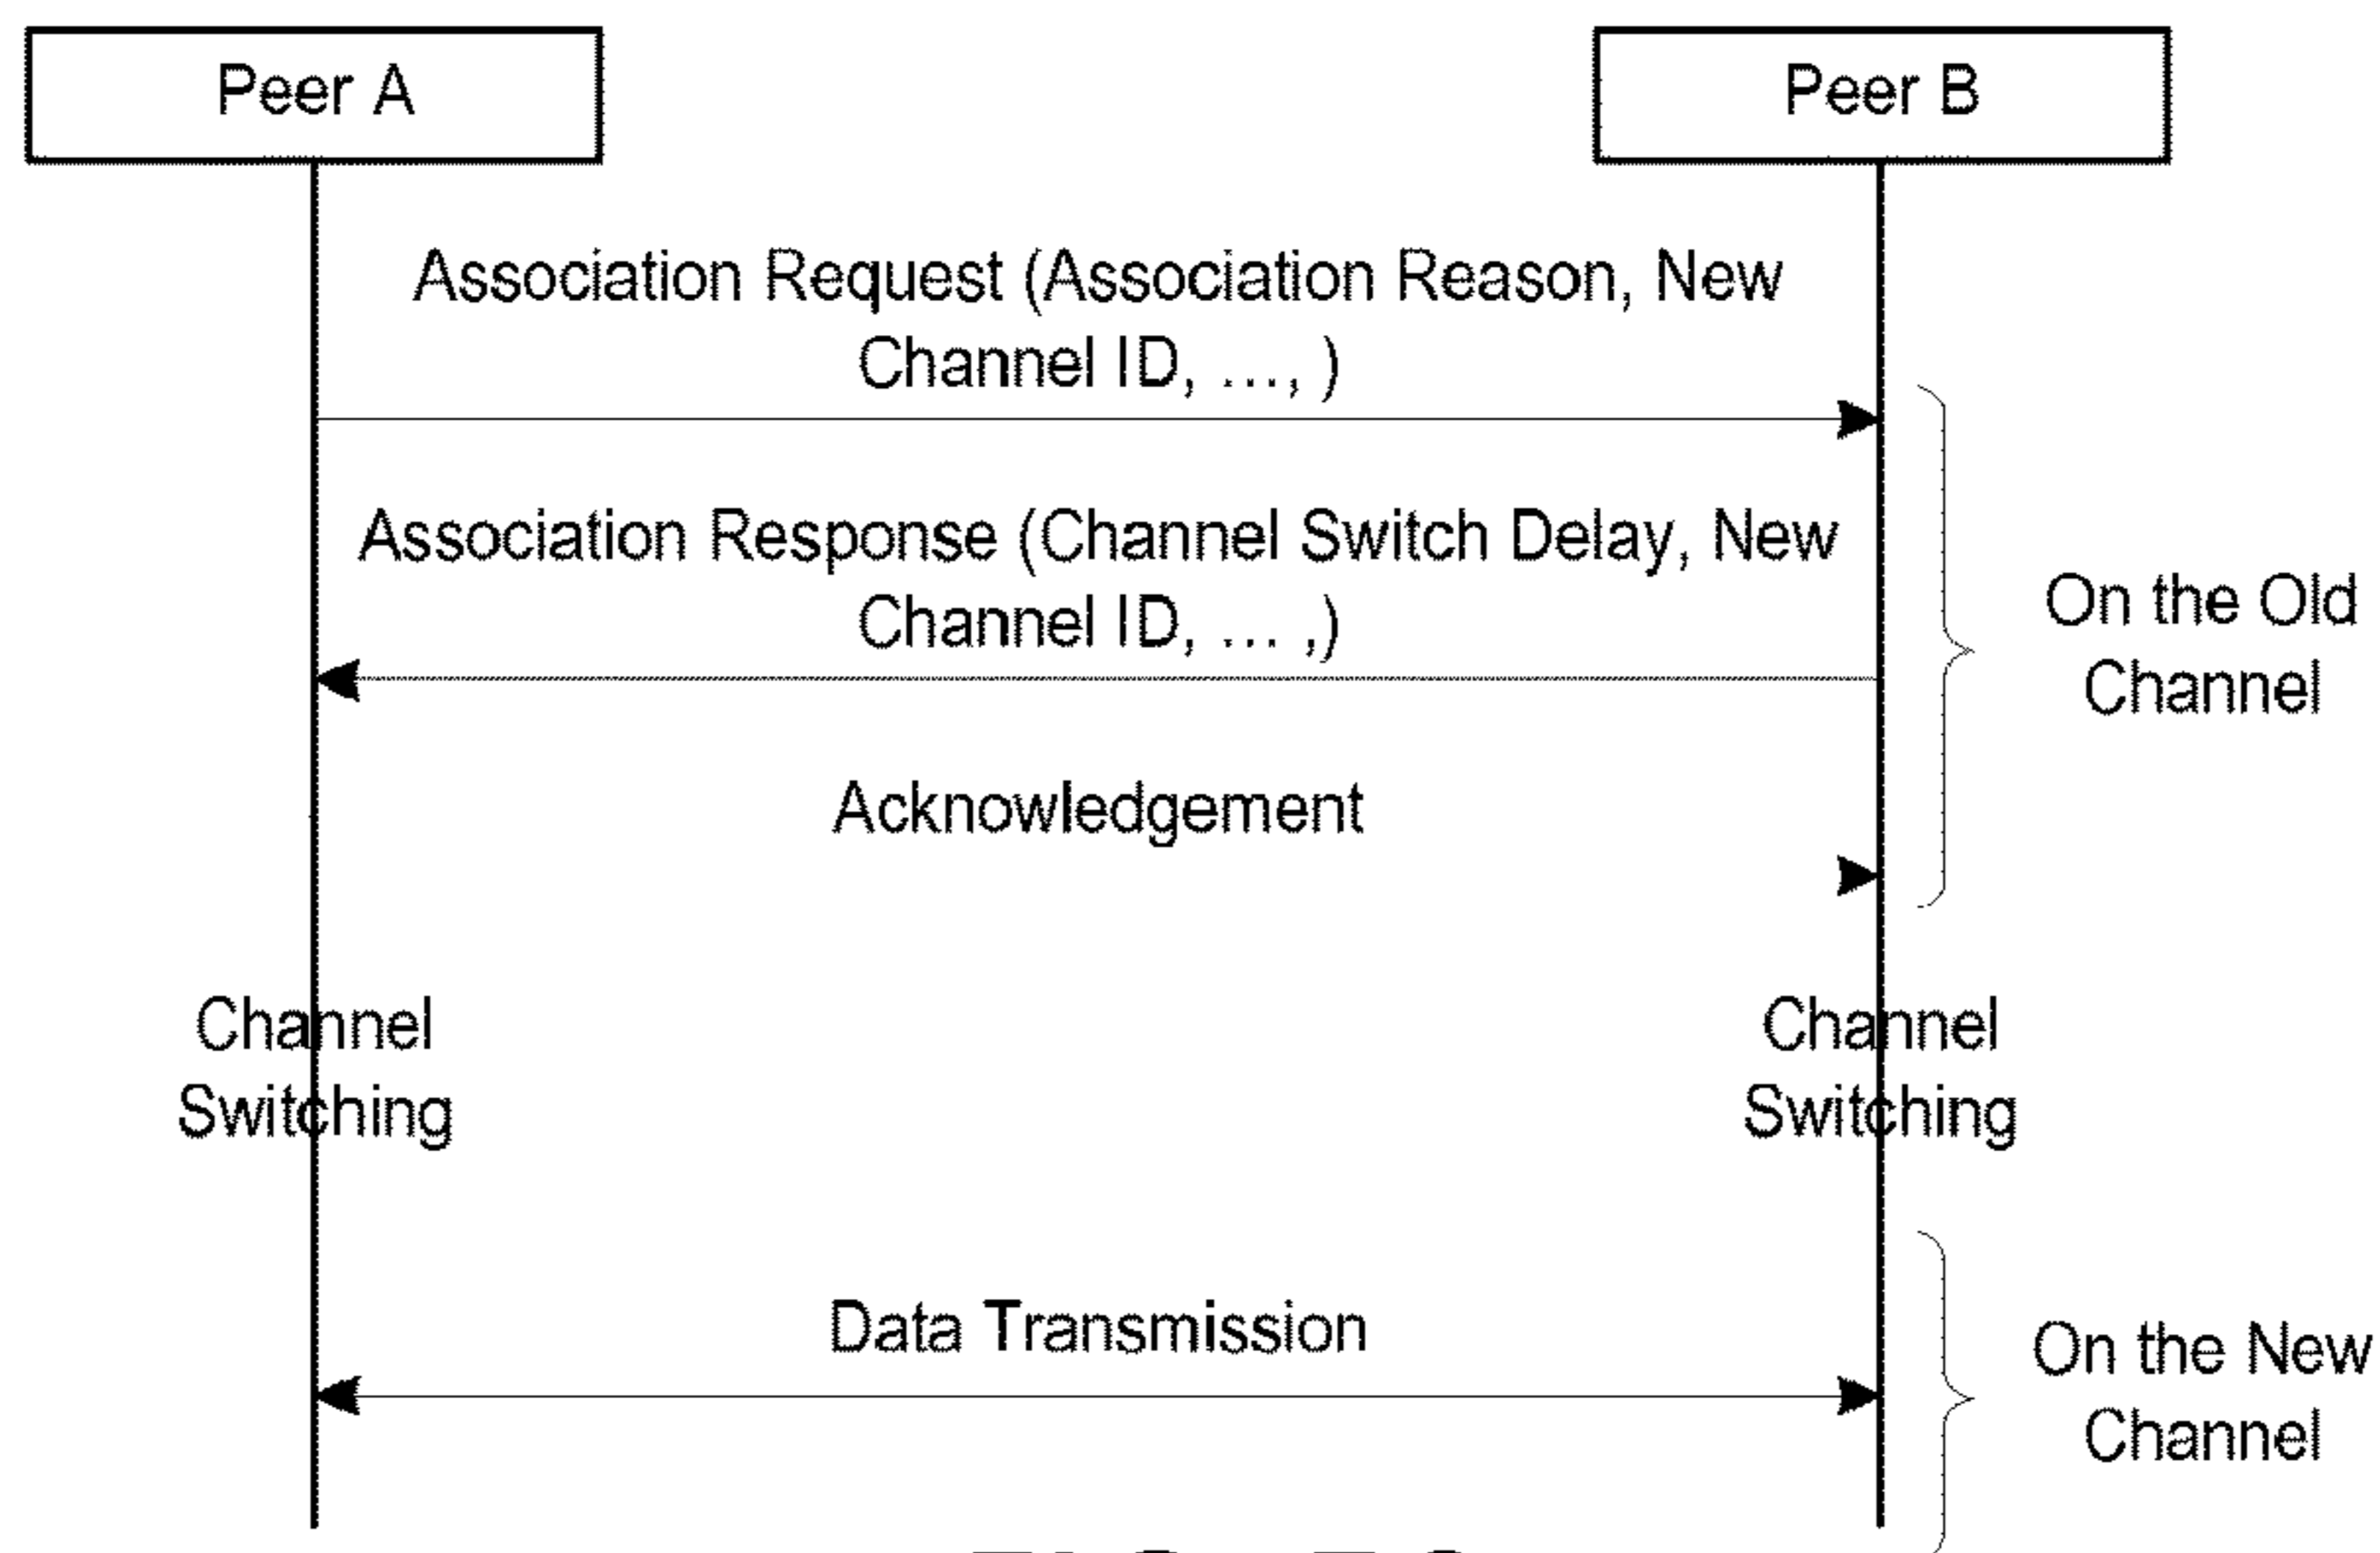 Peer A
Peer B
Association Request (Association Reason, New
Channel ID, ..., )
Association Response (Channel Switch Delay, New
Channel ID, ... ,)
On the Old
Channel
Acknowledgement
Channel
Switching
Channel
Switching
Data Transmission
On the New
Channel